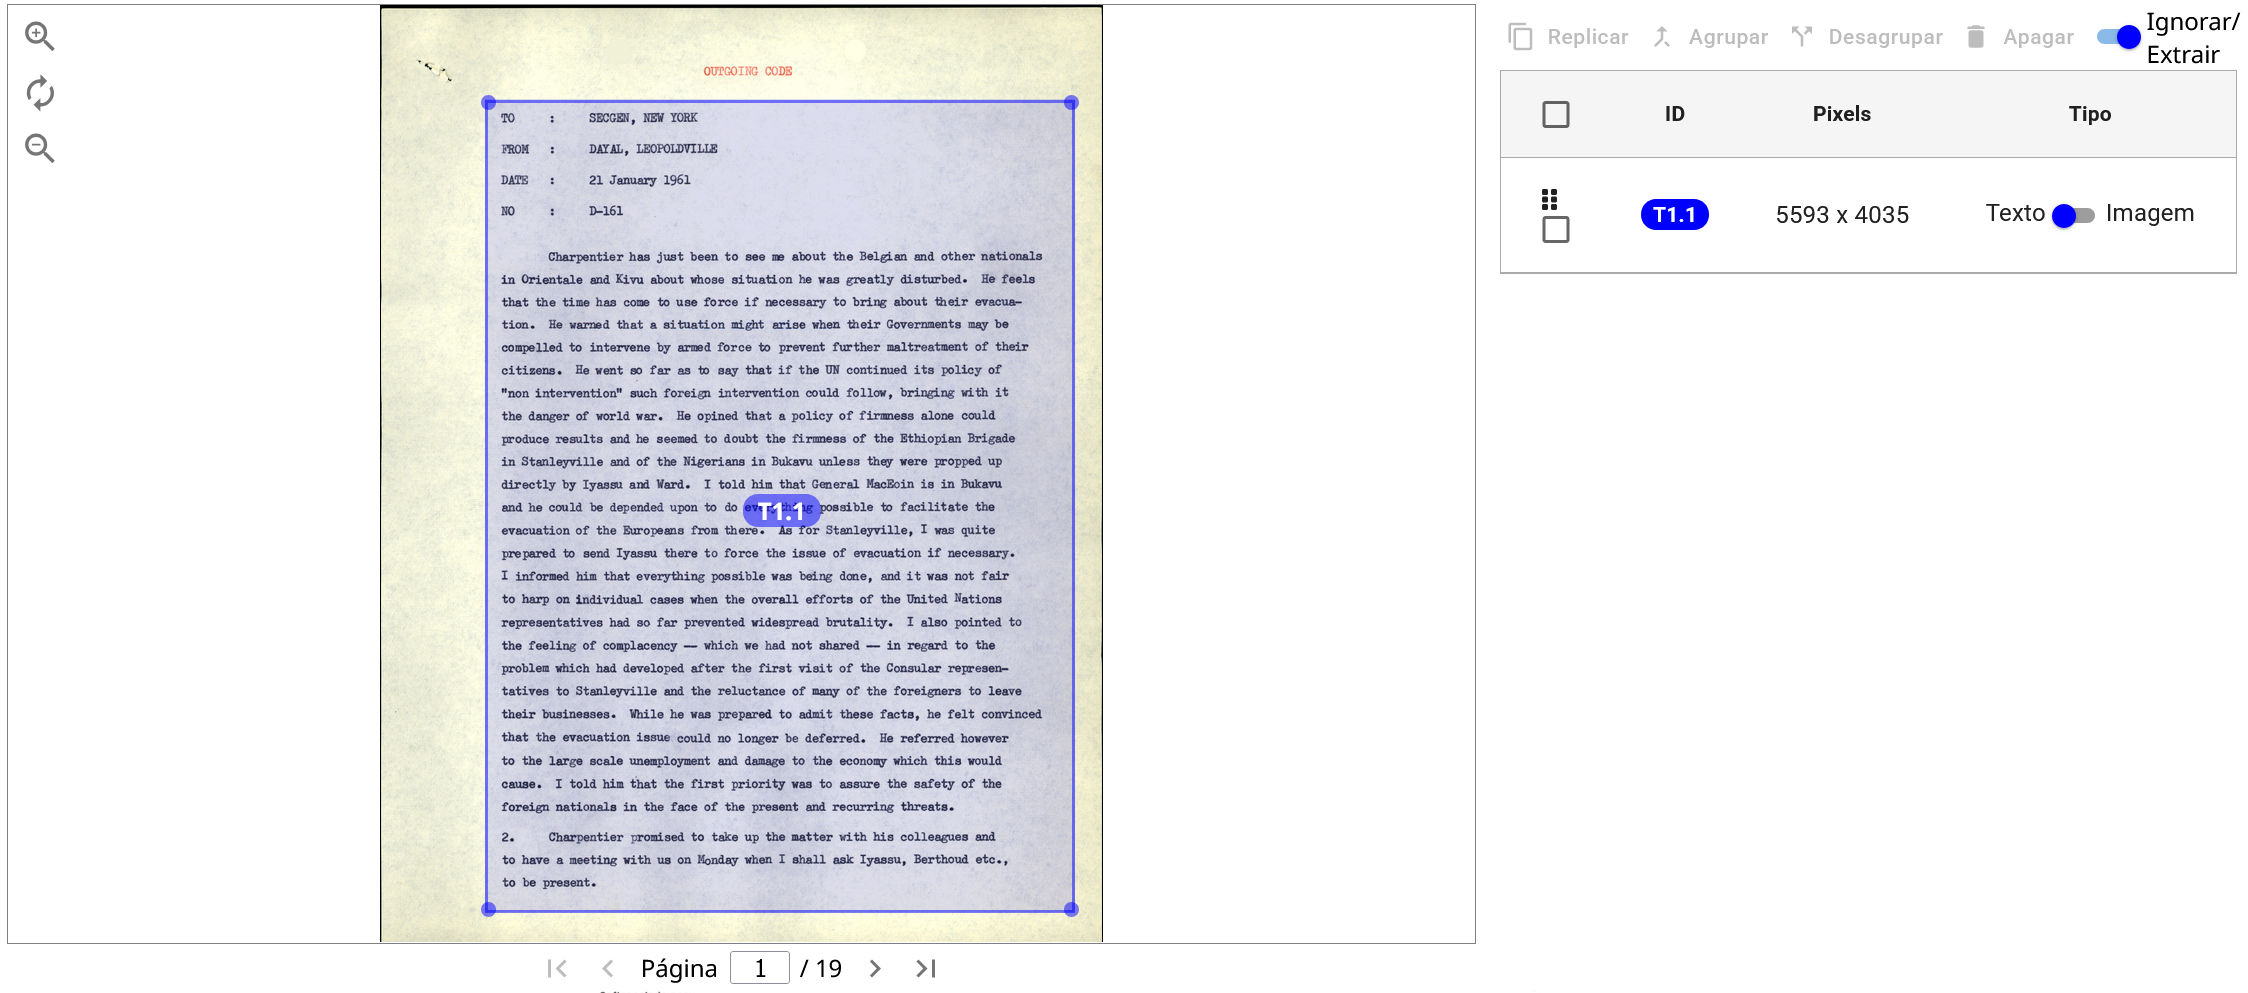 OUTGOING CODE
TO : SECGEN, NEW YORK
FROM : DAYAL, LEOPOLDVILLE
DATE : 21 January 1961
NO : D-161
Charpentier has just been to see me about the Belgian and other nationals
in Orientale and Kivu about whose situation he was greatly disturbed. He feels
that the time has come to use force if necessary to bring about their evacua-
tion. He warned that a situation might arise when their Governments may be
compelled to intervene by armed force to prevent further maltreatment of their
citizens. He went so far as to say that if the UN continued its policy of
"non intervention" such foreign intervention could follow, bringing with it
the danger of world war. He opined that a policy of firmness alone could
produce results and he seemed to doubt the firmness of the Ethiopian Brigade
in Stanleyville and of the Nigerians in Bukavu unless they were propped up
directly by Iyassu and Ward. I told him that General MacEoin is in Bukavu
and he could be depended upon to do everything possible to facilitate the
T1.1
evacuation of the Europeans from there. As for Stanleyville, I was quite
prepared to send Iyassu there to force the issue of evacuation if necessary.
I informed him that everything possible was being done, and it was not fair
to harp on individual cases when the overall efforts of the United Nations
representatives had so far prevented widespread brutality. I also pointed to
the feeling of complacency — which we had not shared — in regard to the
problem which had developed after the first visit of the Consular represen-
tatives to Stanleyville and the reluctance of many of the foreigners to leave
their businesses. While he was prepared to admit these facts, he felt convinced
that the evacuation issue could no longer be deferred. He referred however
to the large scale unemployment and damage to the economy which this would
cause. I told him that the first priority was to assure the safety of the
foreign nationals in the face of the present and recurring threats.
2. Charpentier promised to take up the matter with his colleagues and
to have a meeting with us on Monday when I shall ask Iyassu, Berthoud etc.,
to be present.
Página 1 / 19
Replicar Agrupar Desagrupar Apagar Ignorar/
Extrair
ID Pixels Tipo
T1.1 5593 x 4035 Texto Imagem